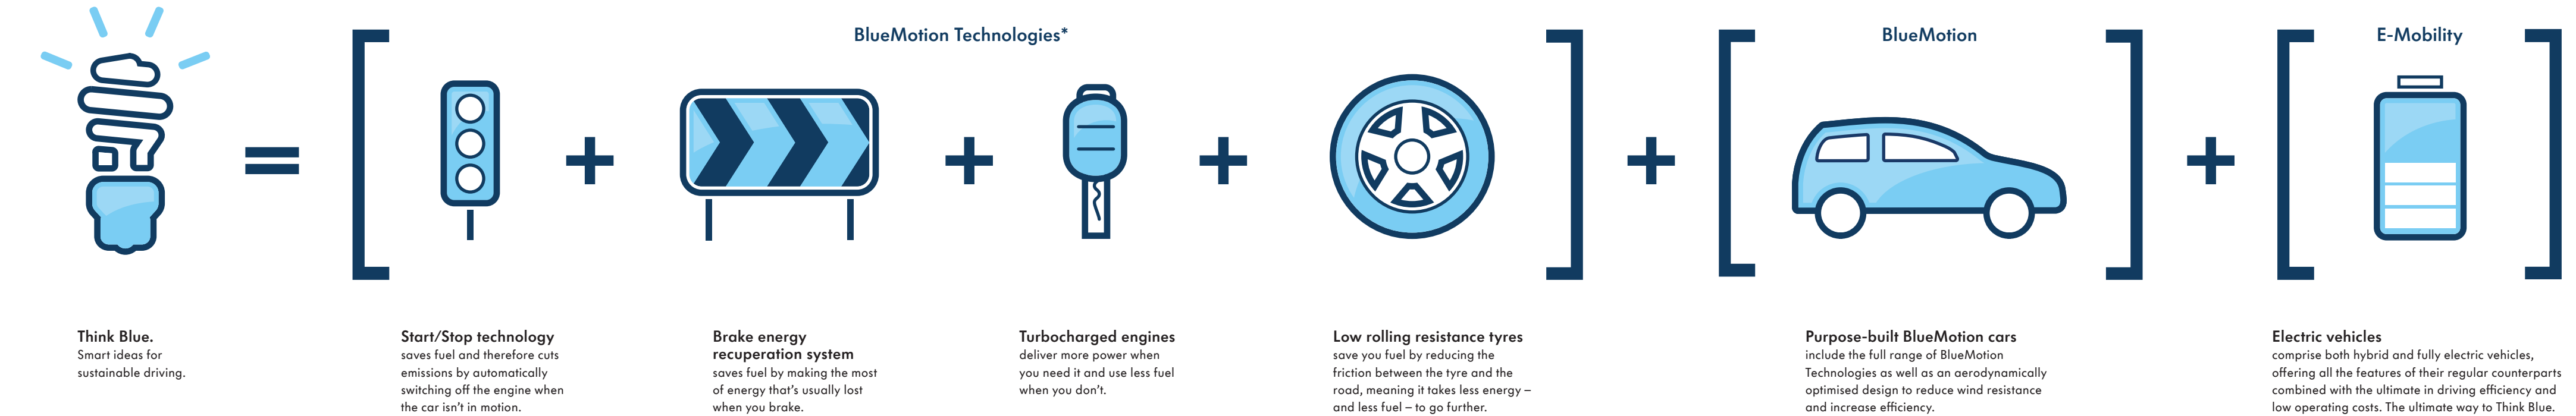 BlueMotion Technologies*
BlueMotion
E-Mobility
Think Blue.
Smart ideas for
sustainable driving.
Start/Stop technology
saves fuel and therefore cuts
emissions by automatically
switching off the engine when
the car isn't in motion.
Brake energy
recuperation system
saves fuel by making the most
of energy that's usually lost
when you brake.
Turbocharged engines
deliver more power when
you need it and use less fuel
when you don't.
Low rolling resistance tyres
save you fuel by reducing the
friction between the tyre and the
road, meaning it takes less energy –
and less fuel – to go further.
Purpose-built BlueMotion cars
include the full range of BlueMotion
Technologies as well as an aerodynamically
optimised design to reduce wind resistance
and increase efficiency.
Electric vehicles
comprise both hybrid and fully electric vehicles,
offering all the features of their regular counterparts
combined with the ultimate in driving efficiency and
low operating costs. The ultimate way to Think Blue.